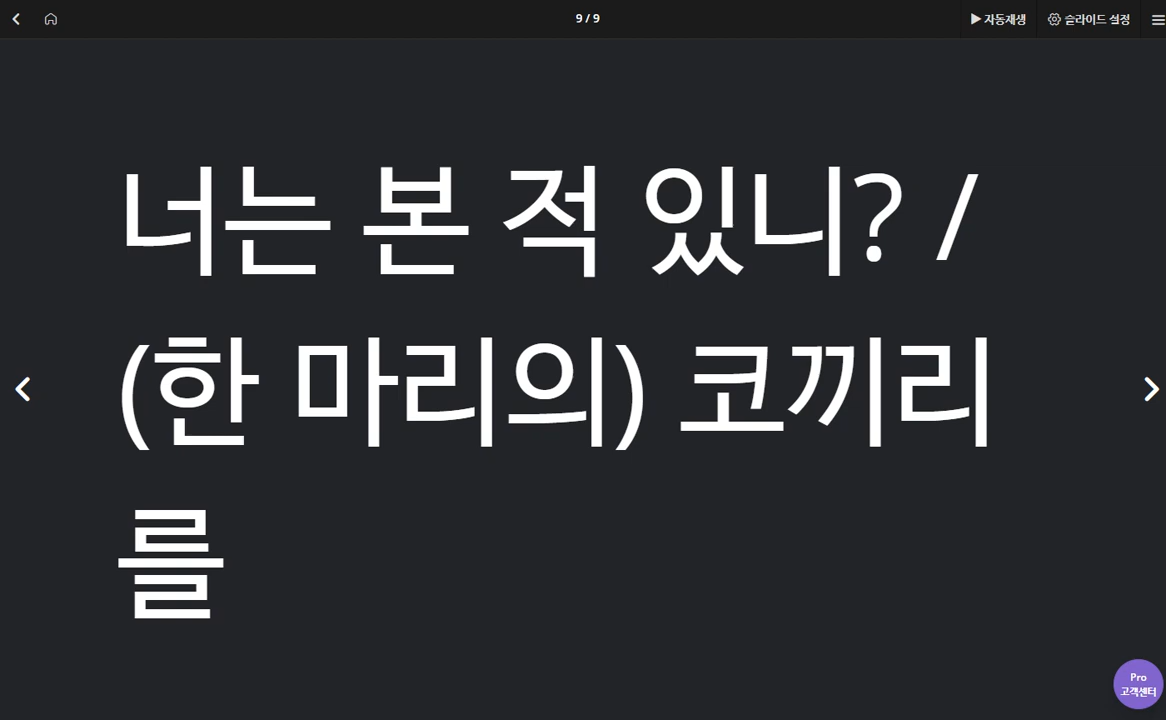 9 / 9
▶ 자동재생
슬라이드 설정
너는 본 적 있니? /
(한 마리의) 코끼리
를
Pro
고객센터